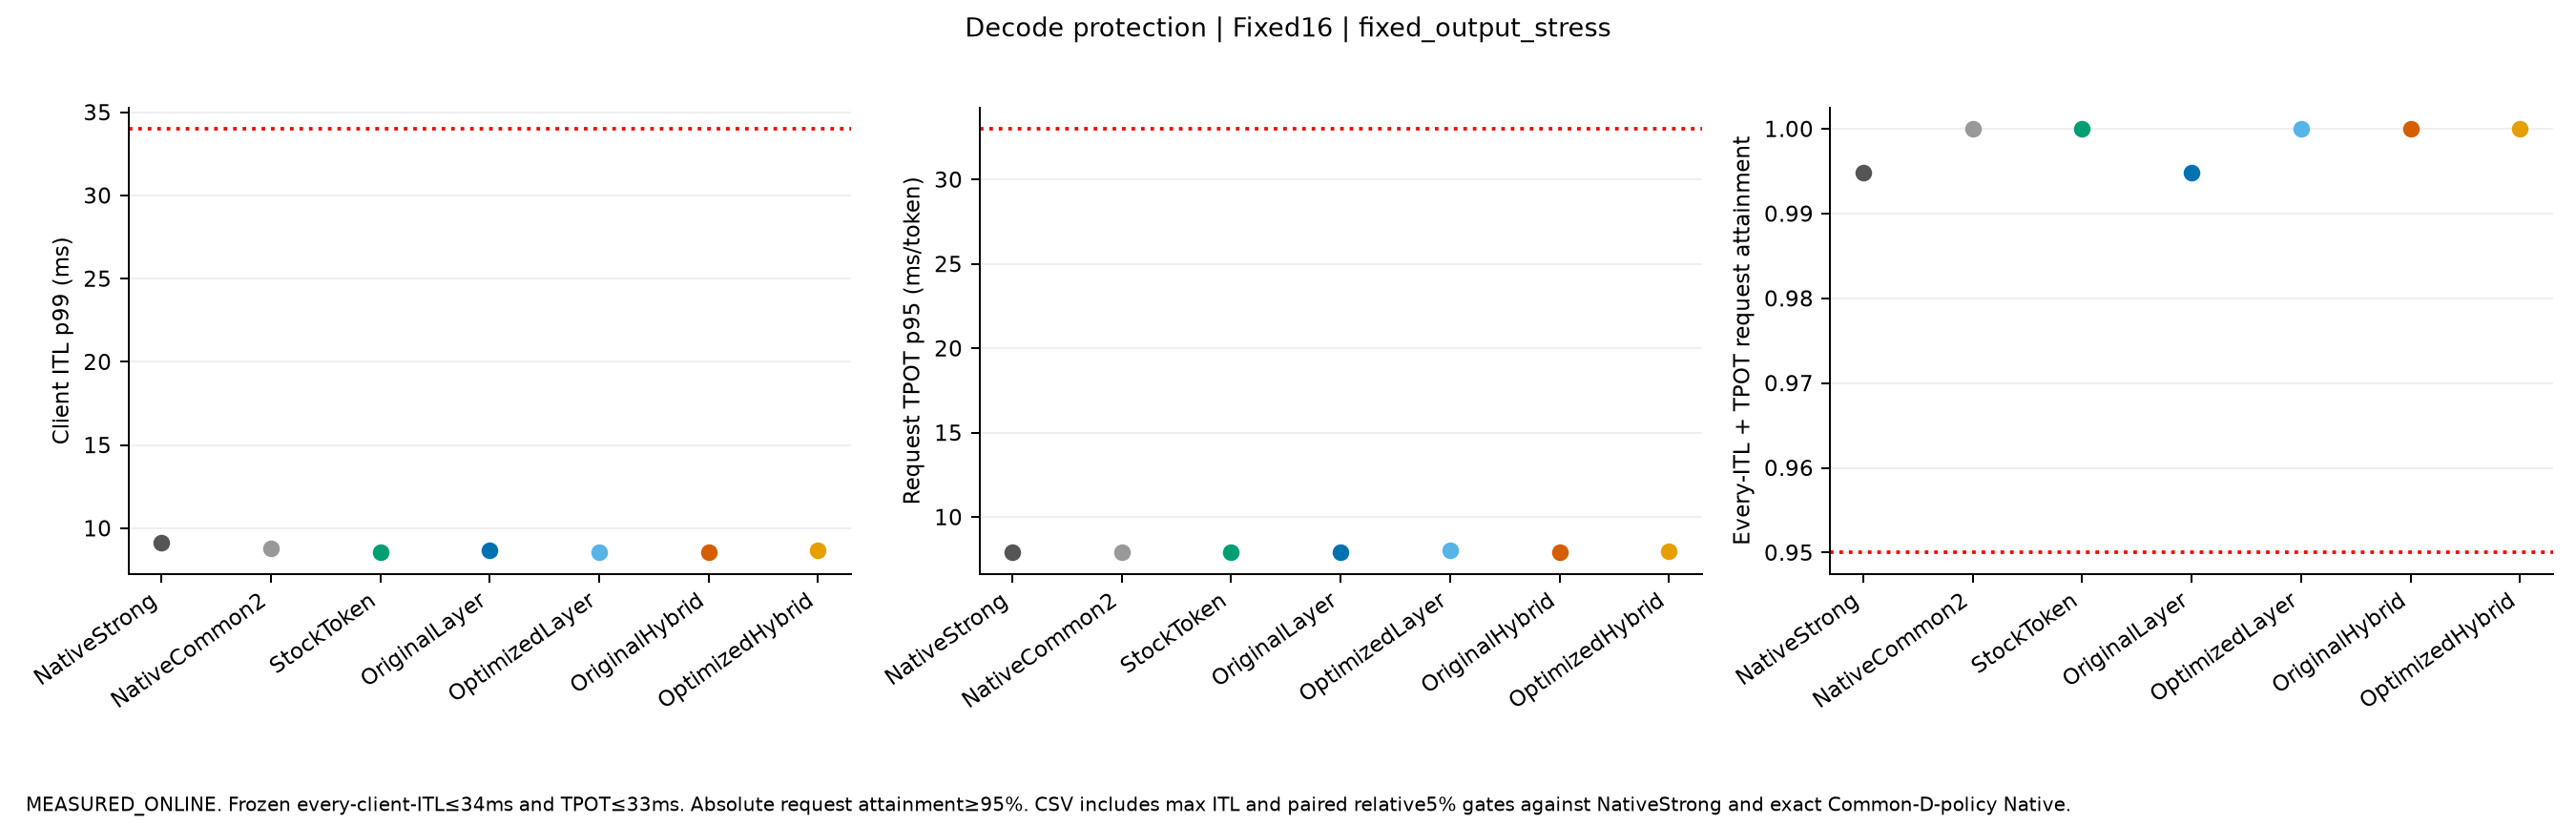 Decode protection | Fixed16 | fixed_output_stress
Client ITL p99 (ms)
35
30
25
20
15
10
NativeStrong
NativeCommon2
StockToken
OriginalLayer
OptimizedLayer
OriginalHybrid
OptimizedHybrid
Request TPOT p95 (ms/token)
30
25
20
15
10
NativeStrong
NativeCommon2
StockToken
OriginalLayer
OptimizedLayer
OriginalHybrid
OptimizedHybrid
Every-ITL + TPOT request attainment
1.00
0.99
0.98
0.97
0.96
0.95
NativeStrong
NativeCommon2
StockToken
OriginalLayer
OptimizedLayer
OriginalHybrid
OptimizedHybrid
MEASURED_ONLINE. Frozen every-client-ITL≤34ms and TPOT≤33ms. Absolute request attainment≥95%. CSV includes max ITL and paired relative5% gates against NativeStrong and exact Common-D-policy Native.